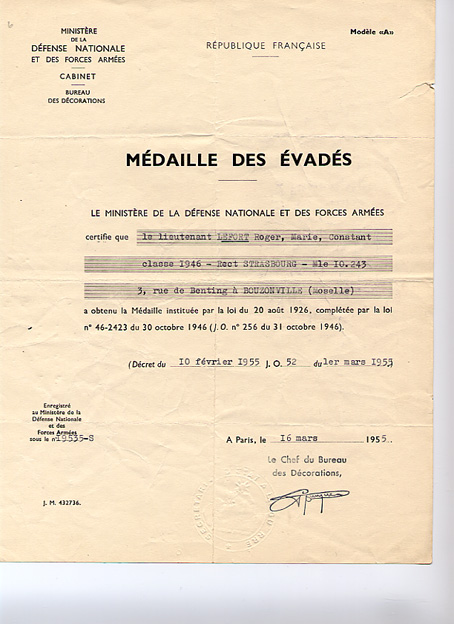 MINISTÈRE
DE LA
DÉFENSE NATIONALE
ET DES FORCES ARMÉES
CABINET
BUREAU
DES DÉCORATIONS
RÉPUBLIQUE FRANÇAISE
Modèle «A»
MÉDAILLE DES ÉVADÉS
LE MINISTÈRE DE LA DÉFENSE NATIONALE ET DES FORCES ARMÉES
certifie que le lieutenant LEFORT Roger, Marie, Constant
classe 1946 - Rect STRASBOURG - Mle IO.243
3, rue de Benting à BOUZONVILLE (Moselle)
a obtenu la Médaille instituée par la loi du 20 août 1926, complétée par la loi
n° 46-2423 du 30 octobre 1946 (J.O. n° 256 du 31 octobre 1946).
(Décret du 10 février 1955 J.O. 52 du 1er mars 1955)
Enregistré
au Ministère de la
Défense Nationale
et des
Forces Armées
sous le n° 19535-S
A Paris, le 16 mars 1955.
Le Chef du Bureau
des Décorations,
J. M. 432736.